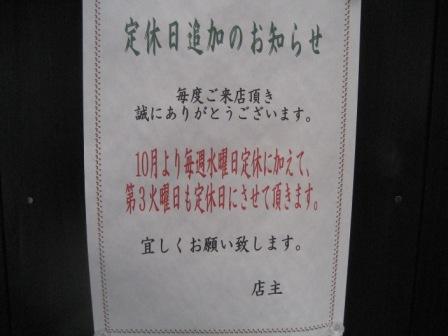 定休日追加のお知らせ
毎度ご来店頂き
誠にありがとうございます。
10月より毎週水曜日定休に加えて、
第3火曜日も定休日にさせて頂きます。
宜しくお願い致します。
店主